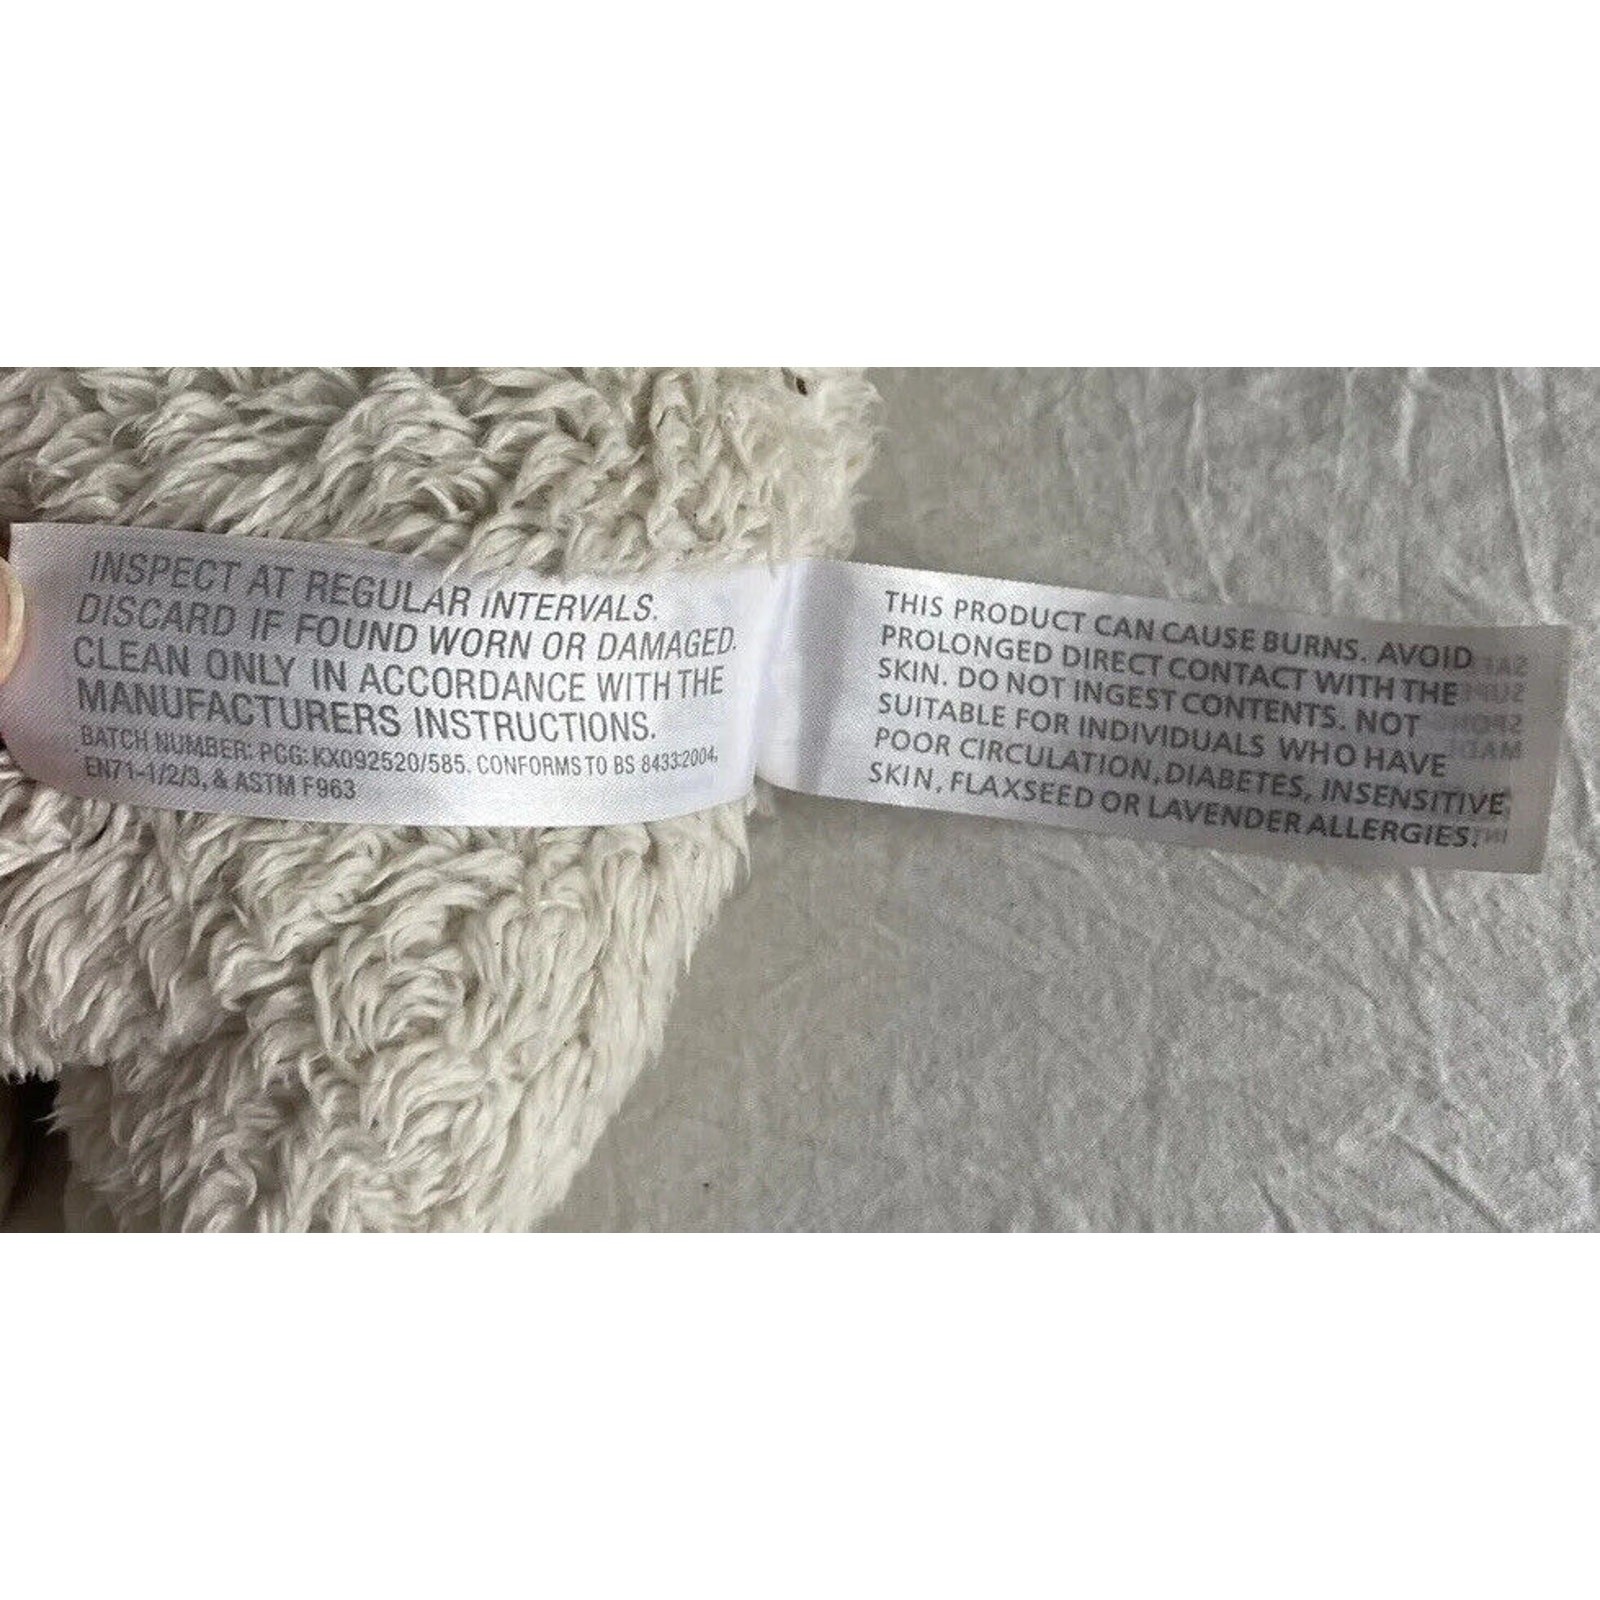 INSPECT AT REGULAR INTERVALS.
DISCARD IF FOUND WORN OR DAMAGED.
CLEAN ONLY IN ACCORDANCE WITH THE
MANUFACTURERS INSTRUCTIONS.
BATCH NUMBER: PCG: KX092520/585. CONFORMS TO BS 8433:2004,
EN71-1/2/3, & ASTM F963
THIS PRODUCT CAN CAUSE BURNS. AVOID
PROLONGED DIRECT CONTACT WITH THE
SKIN. DO NOT INGEST CONTENTS. NOT
SUITABLE FOR INDIVIDUALS WHO HAVE
POOR CIRCULATION, DIABETES, INSENSITIVE
SKIN, FLAXSEED OR LAVENDER ALLERGIES.